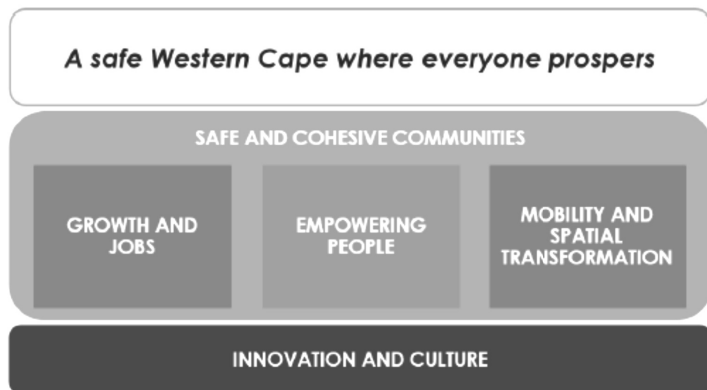 A safe Western Cape where everyone prospers
SAFE AND COHESIVE COMMUNITIES
GROWTH AND
JOBS
EMPOWERING
PEOPLE
MOBILITY AND
SPATIAL
TRANSFORMATION
INNOVATION AND CULTURE